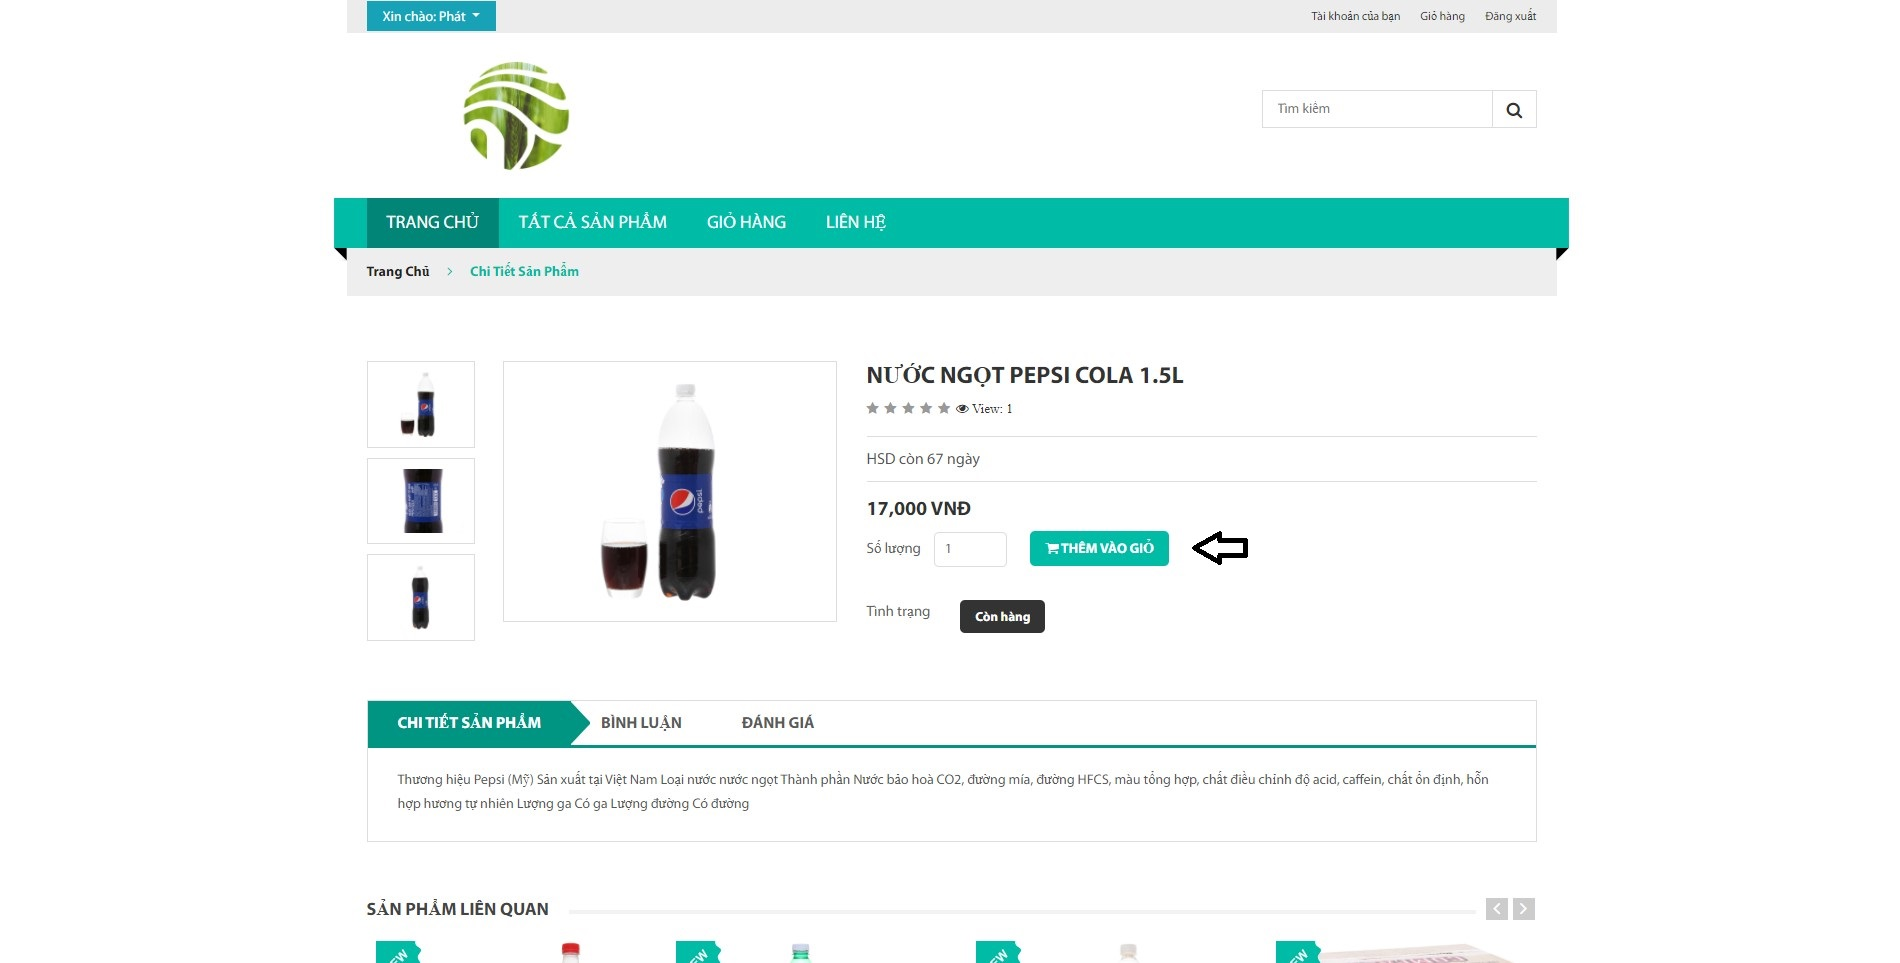 Xin chào: Phát
Tài khoản của bạn
Giỏ hàng
Đăng xuất
Tìm kiếm
TRANG CHỦ
TẤT CẢ SẢN PHẨM
GIỎ HÀNG
LIÊN HỆ
Trang Chủ
Chi Tiết Sản Phẩm
NƯỚC NGỌT PEPSI COLA 1.5L
View: 1
HSD còn 67 ngày
17,000 VNĐ
Số lượng
1
THÊM VÀO GIỎ
pepsi
Tình trạng
Còn hàng
CHI TIẾT SẢN PHẨM
BÌNH LUẬN
ĐÁNH GIÁ
Thương hiệu Pepsi (Mỹ) Sản xuất tại Việt Nam Loại nước nước ngọt Thành phần Nước bão hoà CO2, đường mía, đường HFCS, màu tổng hợp, chất điều chỉnh độ acid, caffein, chất ổn định, hỗn
hợp hương tự nhiên Lượng ga Có ga Lượng đường Có đường
SẢN PHẨM LIÊN QUAN